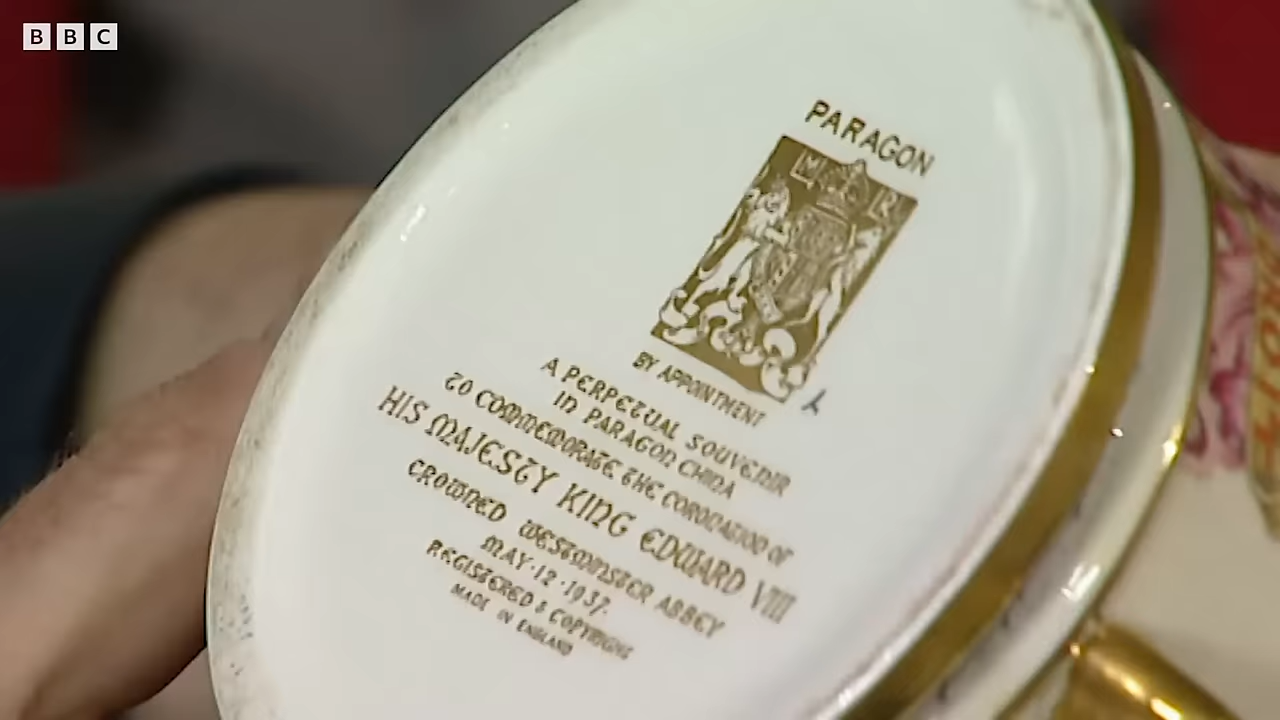 BBC
PARAGON
M R
BY APPOINTMENT
A PERPETUAL SOUVENIR
IN PARAGON CHINA
TO COMMEMORATE THE CORONATION OF
HIS MAJESTY KING EDWARD VIII
CROWNED WESTMINSTER ABBEY
MAY·12·1937.
REGISTERED & COPYRIGHT
MADE IN ENGLAND